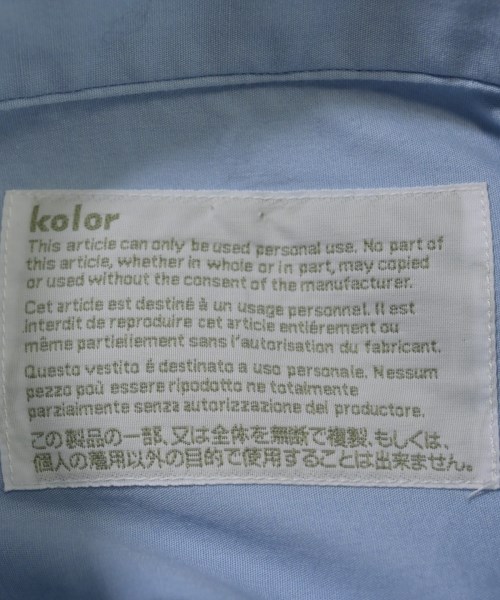 kolor
This article can only be used personal use. No part of
this article, whether in whole or in part, may copied
or used without the consent of the manufacturer.
Cet article est destiné à un usage personnel. Il est
interdit de reproduire cet article entiérement ou
même partiellement sans l'autorisation du fabricant.
Questo vestito é destinato a uso personale. Nessum
pezzo poù essere ripodotto ne totalmente
parzialmente senza autorizzazione del productore.
この製品の一部、又は全体を無断で複製、もしくは、
個人の着用以外の目的で使用することは出来ません。